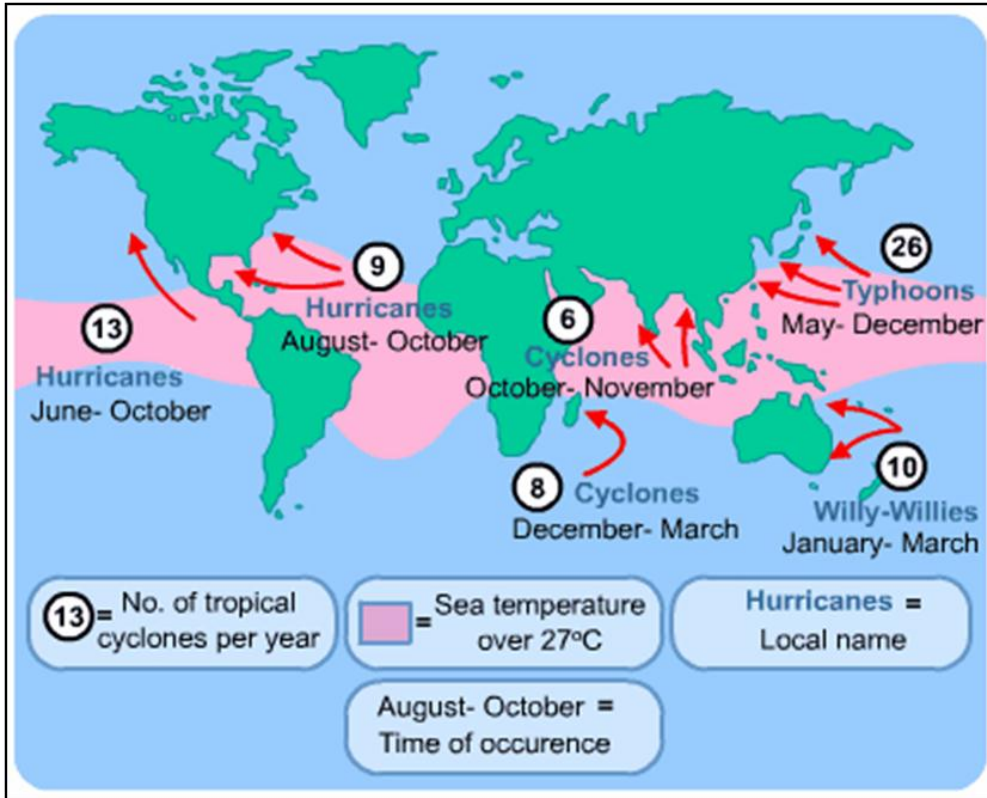 26
9
Typhoons
May- December
Hurricanes
August- October
13
6
Cyclones
October- November
Hurricanes
June- October
10
8
Cyclones
December- March
Willy-Willies
January- March
13 = No. of tropical
cyclones per year
= Sea temperature
over 27°C
Hurricanes =
Local name
August- October =
Time of occurence